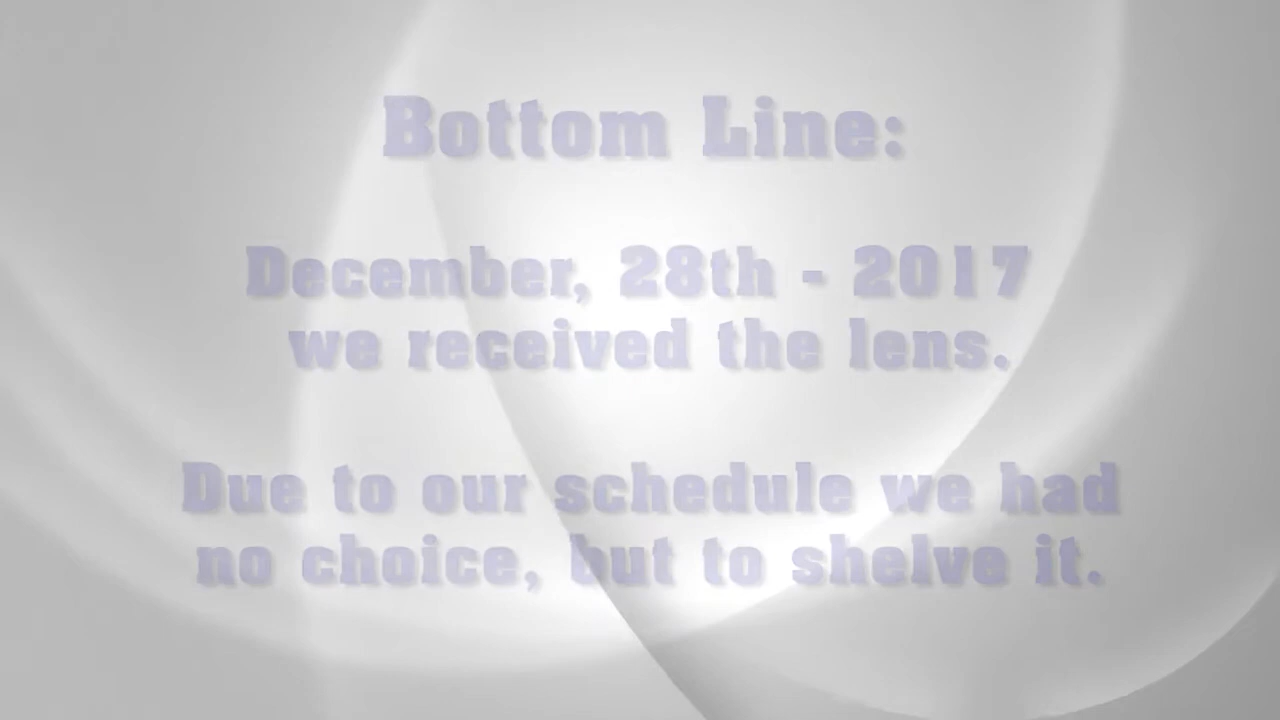 Bottom Line:
December, 28th - 2017
we received the lens.
Due to our schedule we had
no choice, but to shelve it.